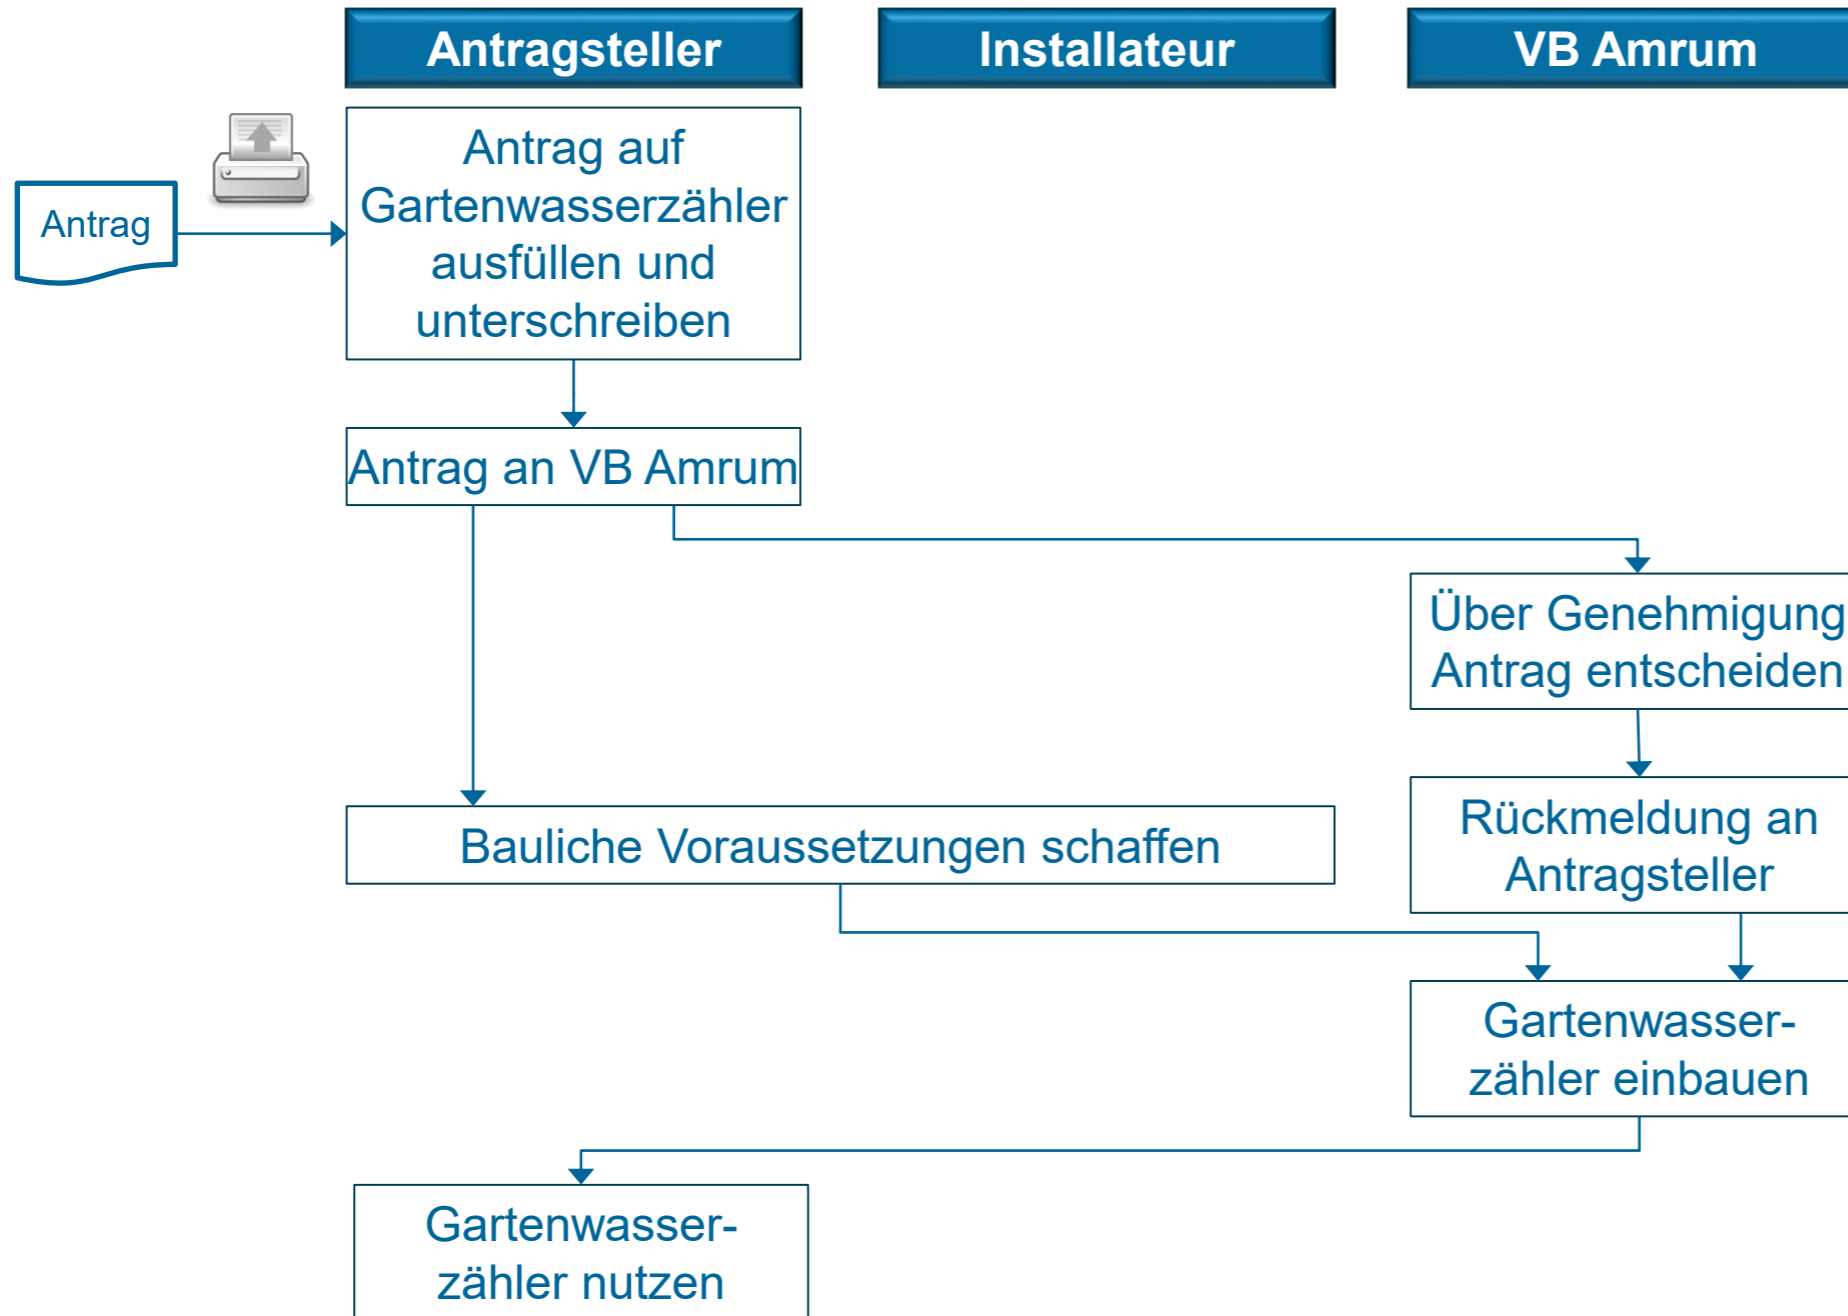 Antragsteller
Installateur
VB Amrum
Antrag
Antrag auf
Gartenwasserzähler
ausfüllen und
unterschreiben
Antrag an VB Amrum
Über Genehmigung
Antrag entscheiden
Bauliche Voraussetzungen schaffen
Rückmeldung an
Antragsteller
Gartenwasser-
zähler einbauen
Gartenwasser-
zähler nutzen